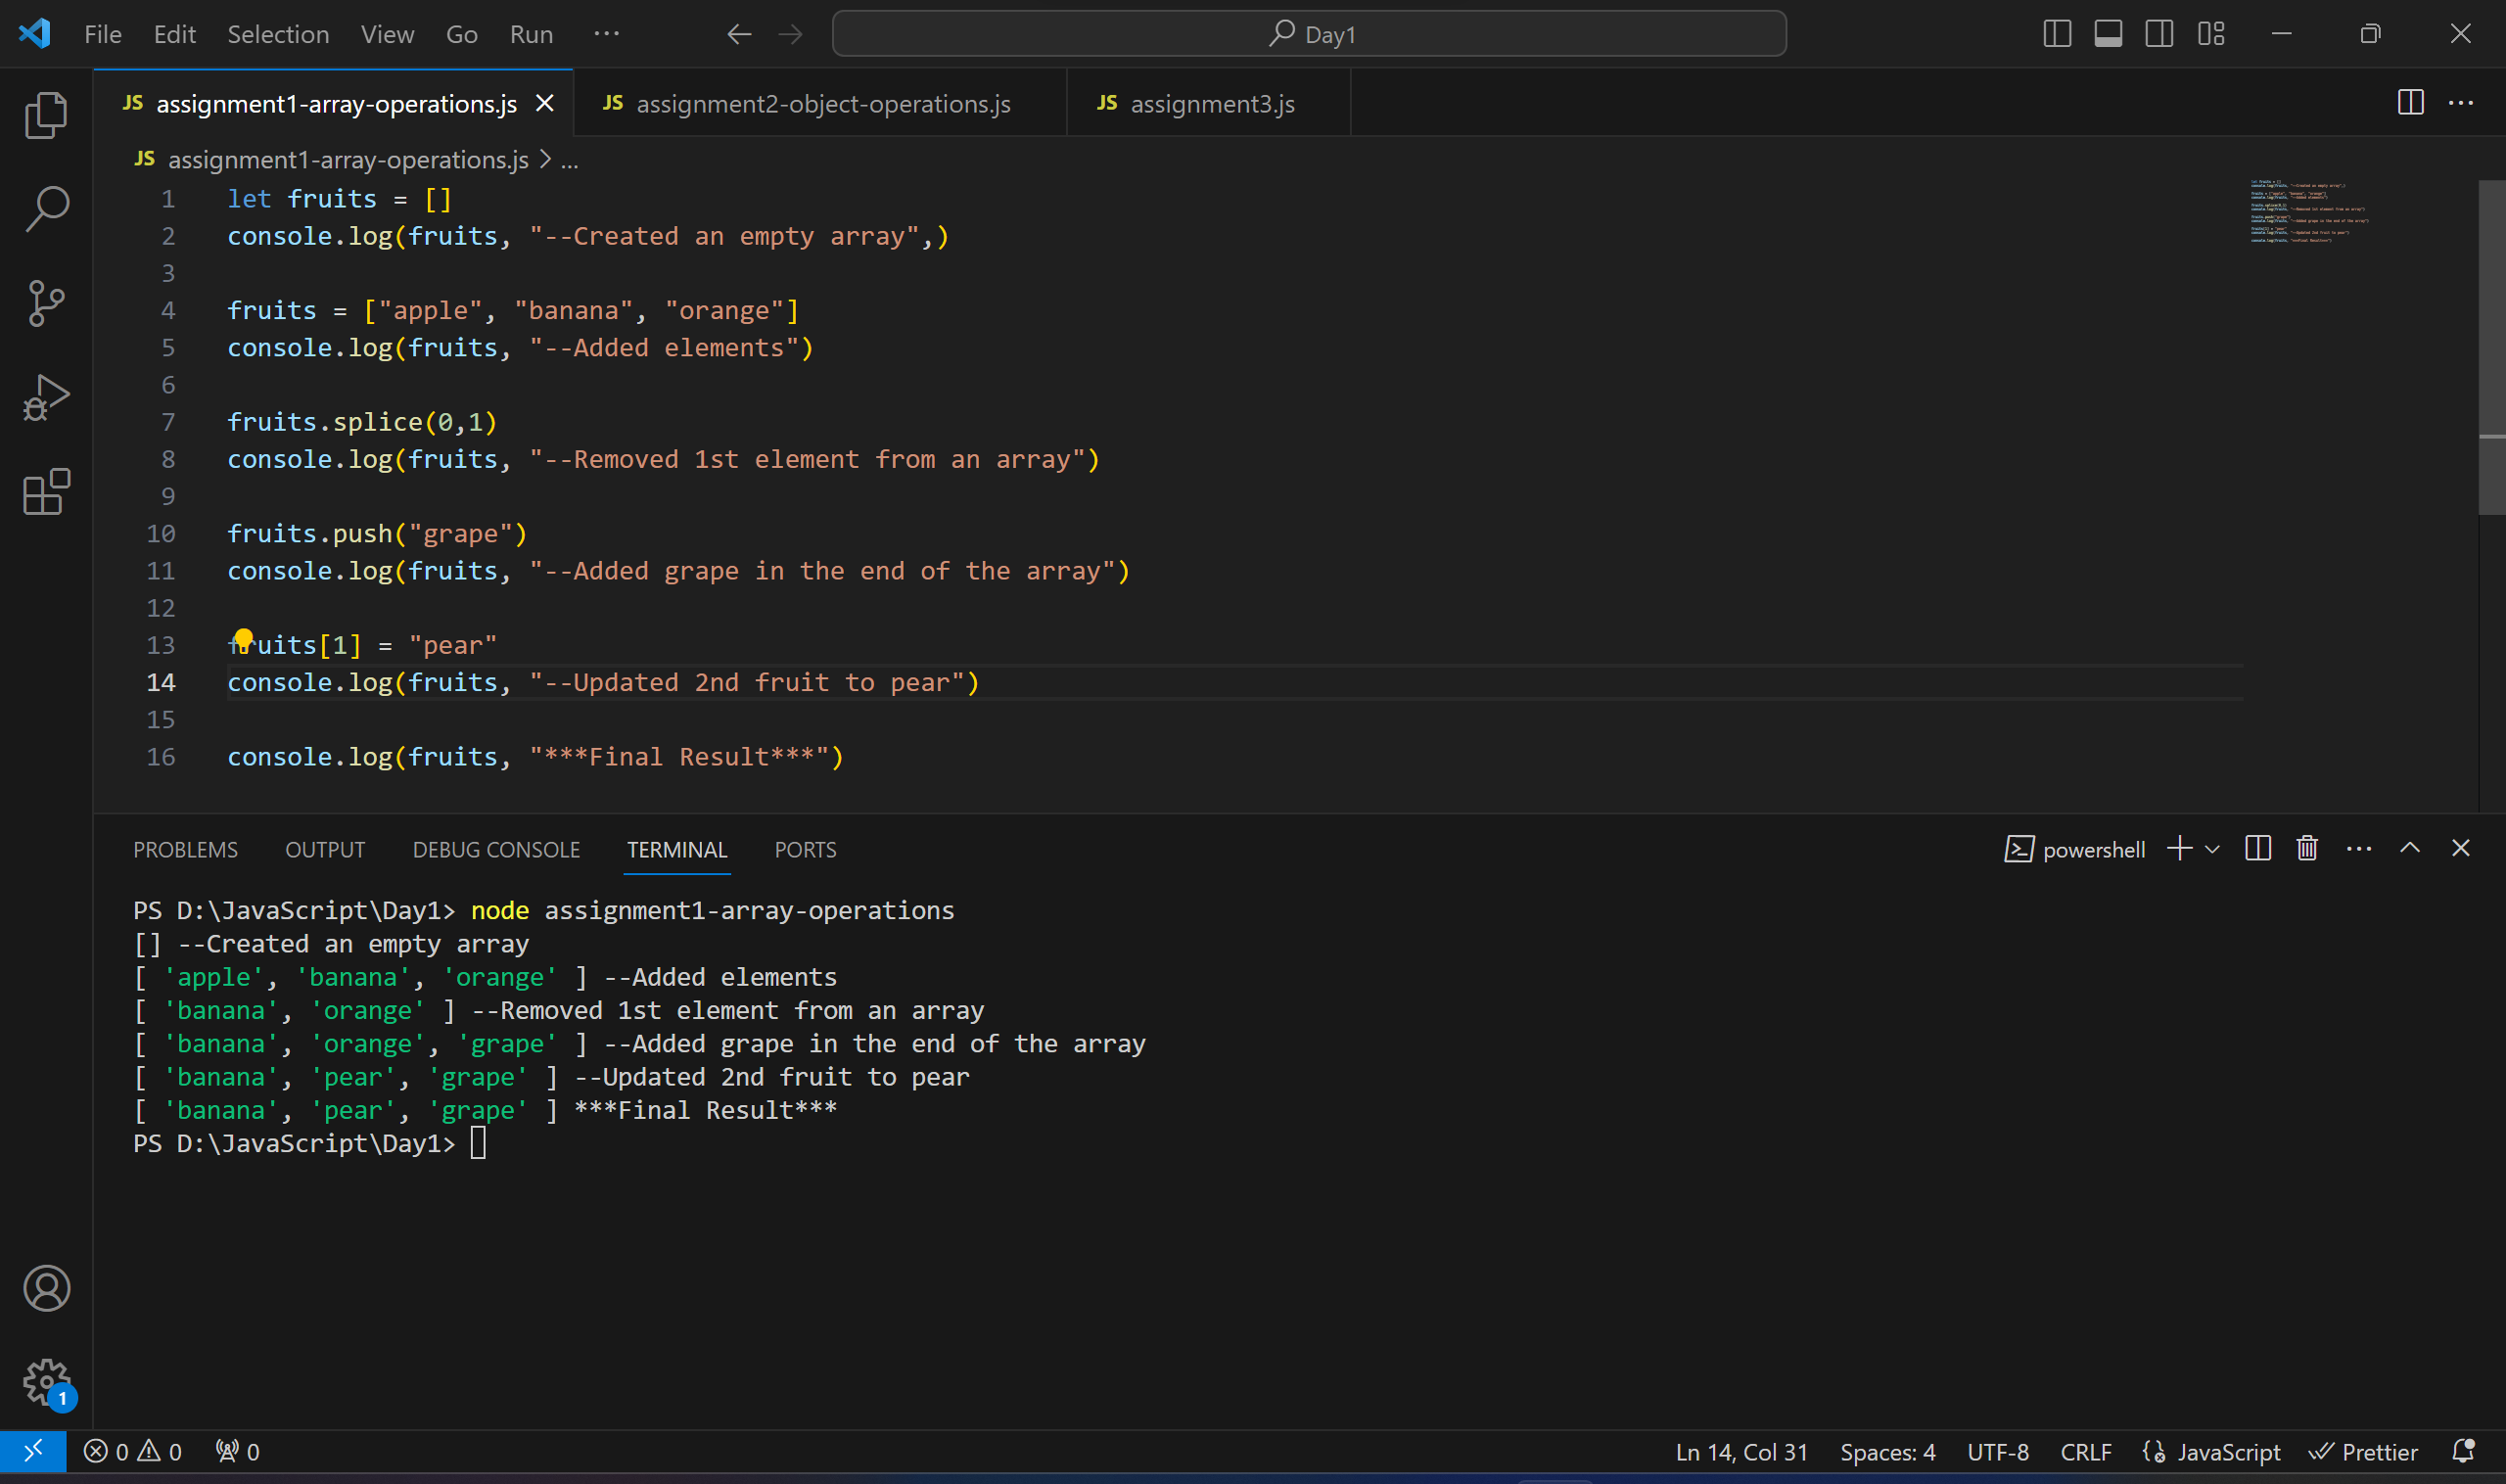 File Edit Selection View Go Run ··· Day1
JS assignment1-array-operations.js JS assignment2-object-operations.js JS assignment3.js
JS assignment1-array-operations.js > ...
1 let fruits = []
2 console.log(fruits, "--Created an empty array",)
3
4 fruits = ["apple", "banana", "orange"]
5 console.log(fruits, "--Added elements")
6
7 fruits.splice(0,1)
8 console.log(fruits, "--Removed 1st element from an array")
9
10 fruits.push("grape")
11 console.log(fruits, "--Added grape in the end of the array")
12
13 fruits[1] = "pear"
14 console.log(fruits, "--Updated 2nd fruit to pear")
15
16 console.log(fruits, "***Final Result***")
PROBLEMS OUTPUT DEBUG CONSOLE TERMINAL PORTS powershell
PS D:\JavaScript\Day1> node assignment1-array-operations
[] --Created an empty array
[ 'apple', 'banana', 'orange' ] --Added elements
[ 'banana', 'orange' ] --Removed 1st element from an array
[ 'banana', 'orange', 'grape' ] --Added grape in the end of the array
[ 'banana', 'pear', 'grape' ] --Updated 2nd fruit to pear
[ 'banana', 'pear', 'grape' ] ***Final Result***
PS D:\JavaScript\Day1>
1
0 0 0 Ln 14, Col 31 Spaces: 4 UTF-8 CRLF JavaScript Prettier